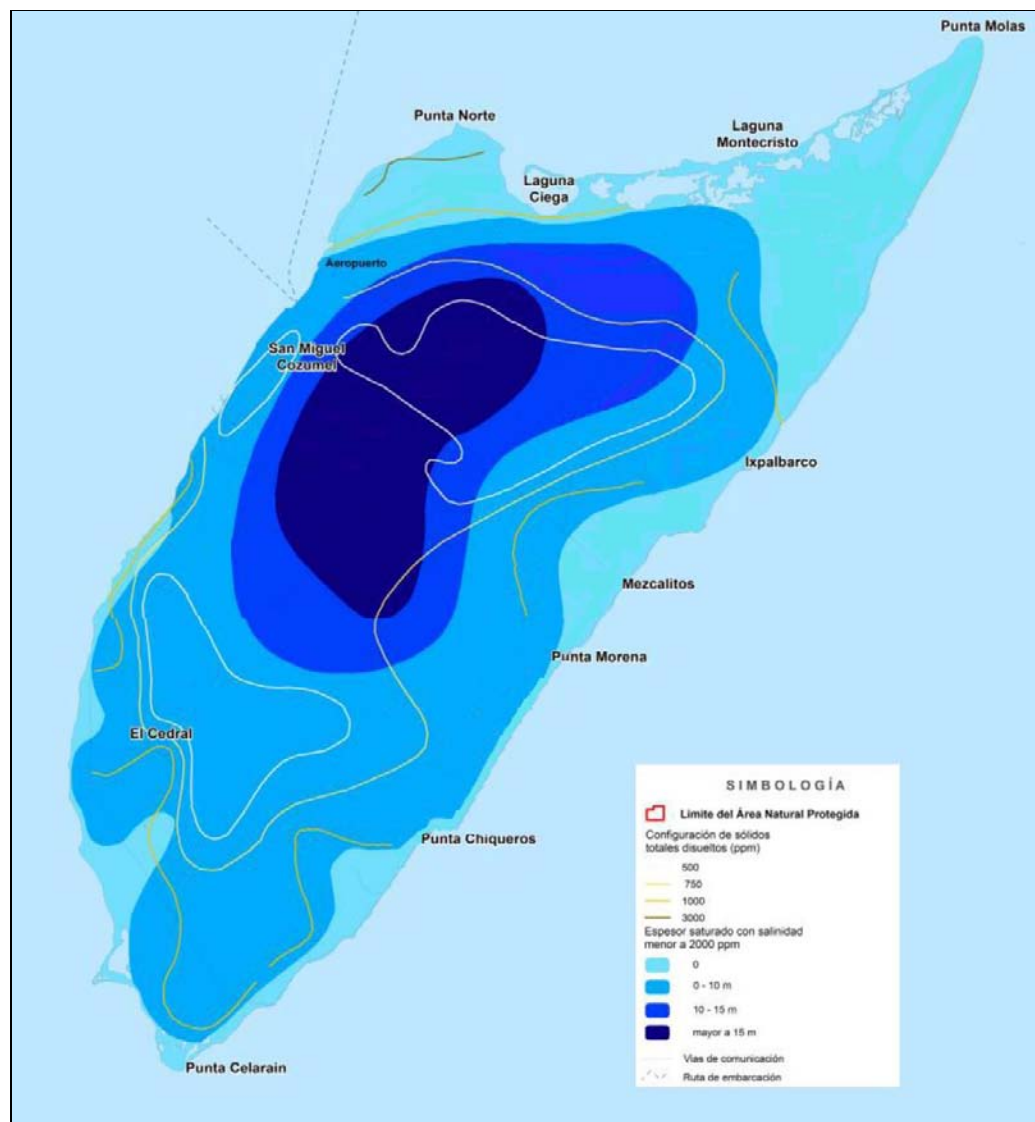 Punta Molas
Punta Norte
Laguna
Montecristo
Laguna
Ciega
Aeropuerto
San Miguel
Cozumel
Ixpalbarco
Mezcalitos
Punta Morena
El Cedral
Punta Chiqueros
Punta Celarain
SIMBOLOGÍA
Limite del Área Natural Protegida
Configuración de sólidos
totales disueltos (ppm)
500
750
1000
3000
Espesor saturado con salinidad
menor a 2000 ppm
0
0 - 10 m
10 - 15 m
mayor a 15 m
Vias de comunicación
Ruta de embarcación